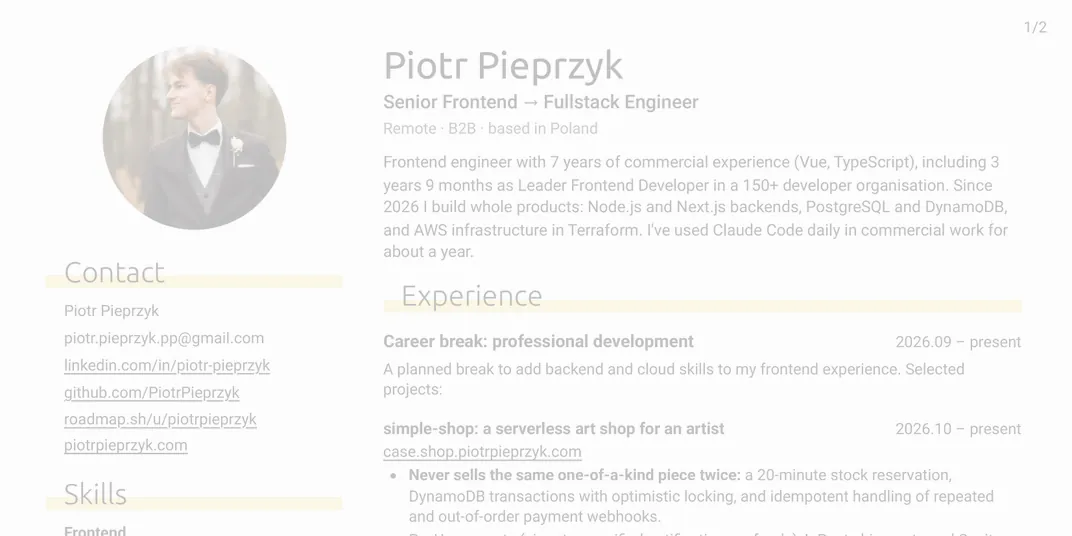 1/2
Piotr Pieprzyk
Senior Frontend → Fullstack Engineer
Remote · B2B · based in Poland
Frontend engineer with 7 years of commercial experience (Vue, TypeScript), including 3
years 9 months as Leader Frontend Developer in a 150+ developer organisation. Since
2026 I build whole products: Node.js and Next.js backends, PostgreSQL and DynamoDB,
and AWS infrastructure in Terraform. I've used Claude Code daily in commercial work for
about a year.
Contact
Piotr Pieprzyk
piotr.pieprzyk.pp@gmail.com
linkedin.com/in/piotr-pieprzyk
github.com/PiotrPieprzyk
roadmap.sh/u/piotrpieprzyk
piotrpieprzyk.com
Skills
Frontend
Experience
Career break: professional development 2026.09 – present
A planned break to add backend and cloud skills to my frontend experience. Selected
projects:
simple-shop: a serverless art shop for an artist 2026.10 – present
case.shop.piotrpieprzyk.com
• Never sells the same one-of-a-kind piece twice: a 20-minute stock reservation,
DynamoDB transactions with optimistic locking, and idempotent handling of repeated
and out-of-order payment webhooks.